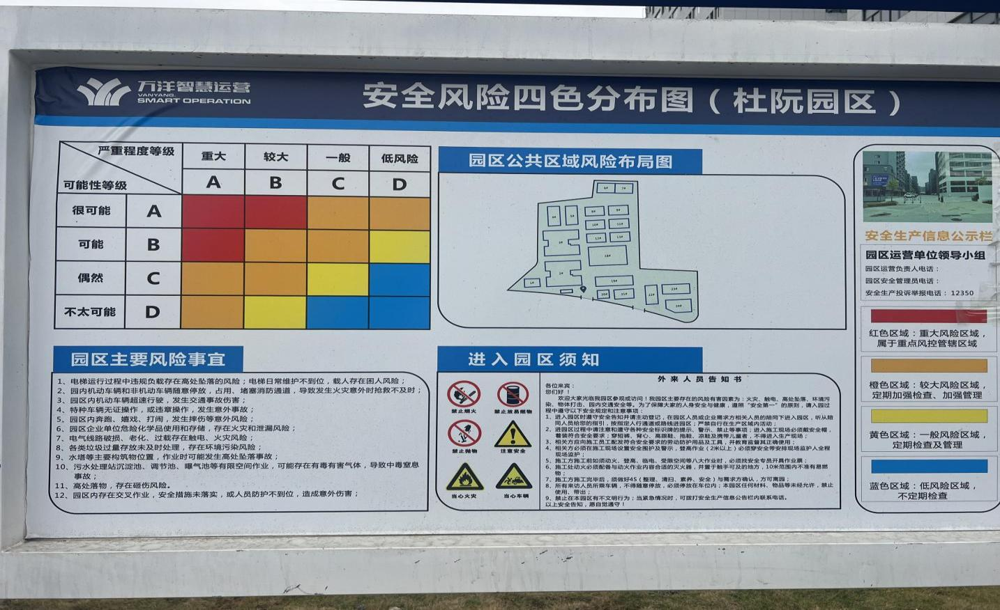 万洋智慧运营
VANYANG
SMART OPERATION
安全风险四色分布图（杜阮园区）
严重程度等级
可能性等级
重大 较大 一般 低风险
A B C D
很可能 A
可能 B
偶然 C
不太可能 D
园区公共区域风险布局图
6# 7#
4# 5# 8# 9#
10# 11#
3# 12# 13#
18#
2#
1# 19#
20# 21# 22# 23#
24#
园区主要风险事宜
1、电梯运行过程中违规负载存在高处坠落的风险；电梯日常维护不到位，载人存在困人风险；
2、园内机动车辆和非机动车辆随意停放，占用、堵塞消防通道，导致发生火灾意外时抢救不及时；
3、园区内机动车辆超速行驶，发生交通事故伤害；
4、特种车辆无证操作，或违章操作，发生意外事故；
5、园区内奔跑、嬉戏、打闹，发生摔伤等意外风险；
6、园区企业单位危险化学品使用和存储，存在火灾和泄漏风险；
7、电气线路破损、老化、过载存在触电、火灾风险；
8、各类垃圾过量存放未及时处理，存在环境污染风险；
9、水塔等主要构筑物位置，作业时可能发生高处坠落事故；
10、污水处理站沉淀池、调节池、曝气池等有限空间作业，可能存在有毒有害气体，导致中毒窒息
事故；
11、高处落物，存在砸伤风险。
12、园区内存在交叉作业，安全措施未落实，或人员防护不到位，造成意外伤害；
进入园区须知
禁止烟火 禁止放易燃物
禁止抛物 注意安全
当心火灾 当心车辆
外来人员告知书
各位来宾：
您们好！
欢迎大家光临我园区参观或访问！我园区主要存在的风险有害因素为：火灾、触电、高处坠落、环境污
染、物体打击、园内交通安全等。为了保障大家的人身安全与健康，遵照“安全第一”的原则，请入园过
程中遵守以下安全规定和注意事项：
1、进入园区时遵守安全告知并请主动登记，在园区人员或企业需求方相关人员的陪同下进入园区，听从陪
同人员给您的指引，按指定人行通道或路线进园区；严禁自行在生产区域内活动；
2、进园区过程中请注意和遵守各种安全标识牌的提示、警示、禁止等事项；进入施工现场必须戴安全帽，
着装符合安全要求；穿短裤、背心、高跟鞋、拖鞋、凉鞋及携带儿童者，不得进入生产现场；
3、相关方应向施工员工配发符合安全要求的劳动防护用品及工具，并教育监督其正确使用；
4、相关方必须在施工现场设置安全围护及警示，登高作业（2米以上）必须穿安全带安排现场监护人全程
现场监护；
5、施工方施工前如须动火、登高、临电、受限空间等八大作业时，必须找安全专员开具作业票；
6、施工处动火必须配备与动火作业内容合适的灭火器，并置于触手可及的地方，10米范围内不准有易燃
物；
7、施工方施工完毕后，须做好4S（整理、清扫、素养、安全）与需求方确认，方可离园；
8、所有来访人员所乘车辆，不得随意停放，必须停放在车位内；本园区任何材料、物品等未经允许，禁止
使用、带出；
9、禁止在本园区有不文明行为；当紧急情况时，可拨打安全生产信息公告栏内联系电话。
以上安全告知，愿自觉遵守！
安全生产信息公示栏
园区运营单位领导小组
园区运营负责人电话：
园区安全管理员电话：
安全生产投诉举报电话：12350
红色区域：重大风险区域，
属于重点风控管辖区域
橙色区域：较大风险区域，
定期加强检查、加强管理
黄色区域：一般风险区域，
定期检查及管理
蓝色区域：低风险区域，
不定期检查